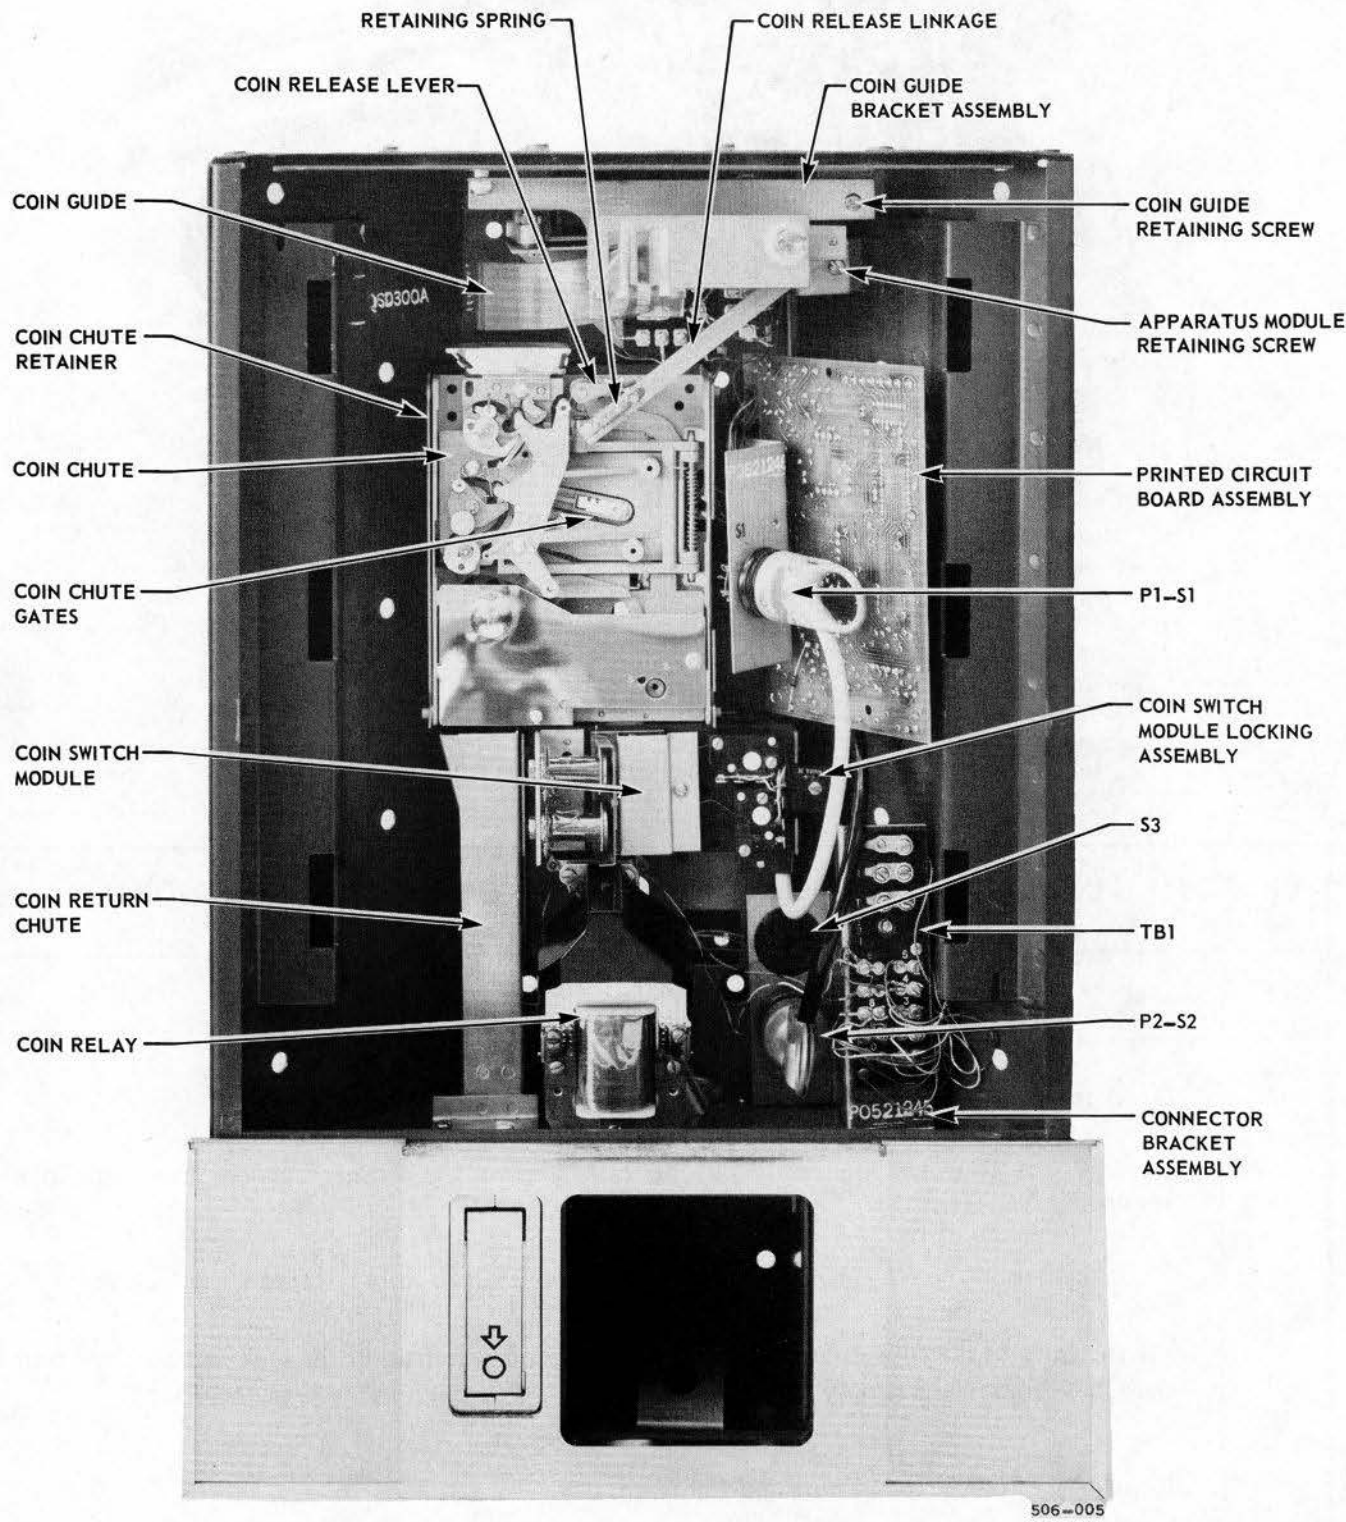 RETAINING SPRING
COIN RELEASE LINKAGE
COIN RELEASE LEVER
COIN GUIDE
BRACKET ASSEMBLY
COIN GUIDE
COIN GUIDE
RETAINING SCREW
QSD300A
COIN CHUTE
RETAINER
APPARATUS MODULE
RETAINING SCREW
COIN CHUTE
PRINTED CIRCUIT
BOARD ASSEMBLY
S1
COIN CHUTE
GATES
P1–S1
COIN SWITCH
MODULE LOCKING
ASSEMBLY
COIN SWITCH
MODULE
S3
COIN RETURN
CHUTE
TB1
COIN RELAY
P2–S2
P0521245
CONNECTOR
BRACKET
ASSEMBLY
506–005